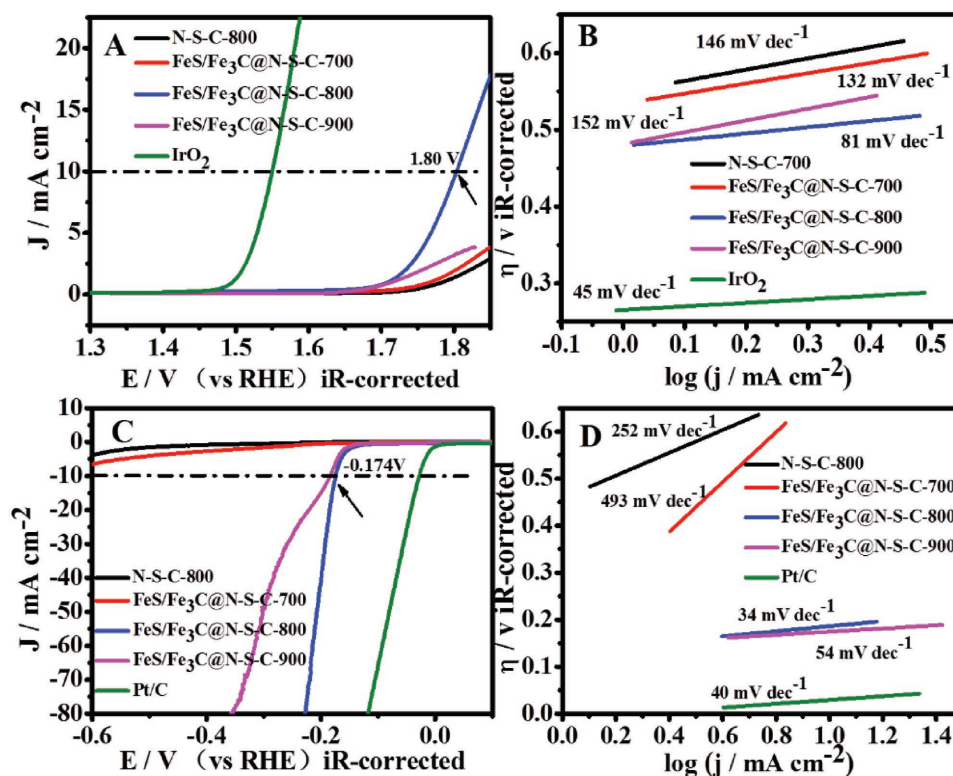 A
N-S-C-800
FeS/Fe3C@N-S-C-700
FeS/Fe3C@N-S-C-800
FeS/Fe3C@N-S-C-900
IrO2
1.80 V
20
15
10
5
0
J / mA cm-2
1.3 1.4 1.5 1.6 1.7 1.8
E / V （vs RHE）iR-corrected
B
146 mV dec-1
132 mV dec-1
152 mV dec-1
81 mV dec-1
N-S-C-700
FeS/Fe3C@N-S-C-700
FeS/Fe3C@N-S-C-800
FeS/Fe3C@N-S-C-900
IrO2
45 mV dec-1
0.6
0.5
0.4
0.3
η / v iR-corrected
-0.1 0.0 0.1 0.2 0.3 0.4 0.5
log (j / mA cm-2)
C
-0.174V
N-S-C-800
FeS/Fe3C@N-S-C-700
FeS/Fe3C@N-S-C-800
FeS/Fe3C@N-S-C-900
Pt/C
10
0
-10
-20
-30
-40
-50
-60
-70
-80
J / mA cm-2
-0.6 -0.4 -0.2 0.0
E / V （vs RHE）iR-corrected
D
252 mV dec-1
493 mV dec-1
N-S-C-800
FeS/Fe3C@N-S-C-700
FeS/Fe3C@N-S-C-800
FeS/Fe3C@N-S-C-900
Pt/C
34 mV dec-1
54 mV dec-1
40 mV dec-1
0.6
0.5
0.4
0.3
0.2
0.1
0.0
η / v iR-corrected
0.0 0.2 0.4 0.6 0.8 1.0 1.2 1.4
log (j / mA cm-2)